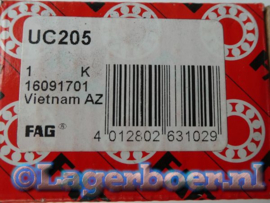 UC205
1 K
16091701
Vietnam AZ
FAG ®
4 012802 631029
©Lagerboer.nl